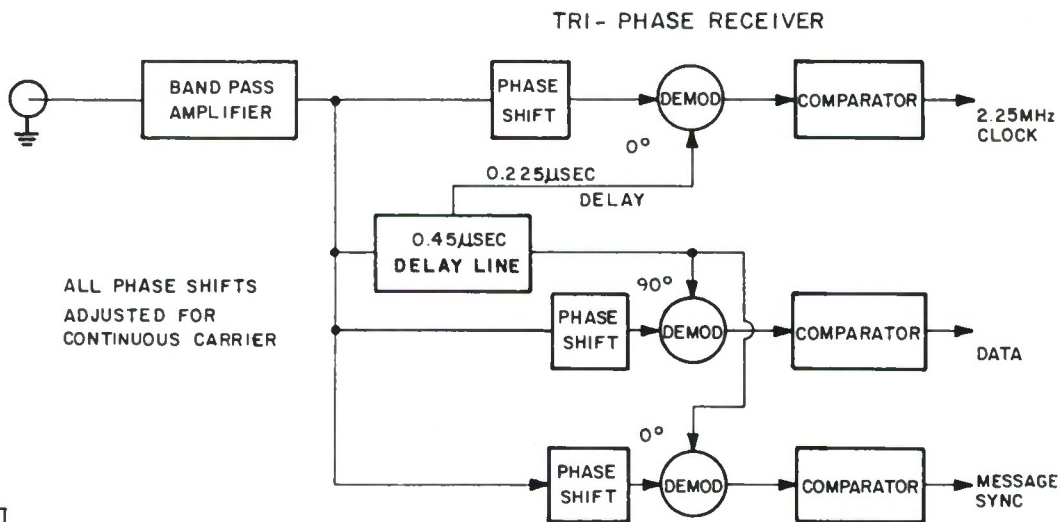 TRI- PHASE RECEIVER
BAND PASS
AMPLIFIER
PHASE
SHIFT
DEMOD
COMPARATOR
2.25MHz
CLOCK
0°
0.225µSEC
DELAY
0.45µSEC
DELAY LINE
ALL PHASE SHIFTS
ADJUSTED FOR
CONTINUOUS CARRIER
90°
PHASE
SHIFT
DEMOD
COMPARATOR
DATA
0°
PHASE
SHIFT
DEMOD
COMPARATOR
MESSAGE
SYNC